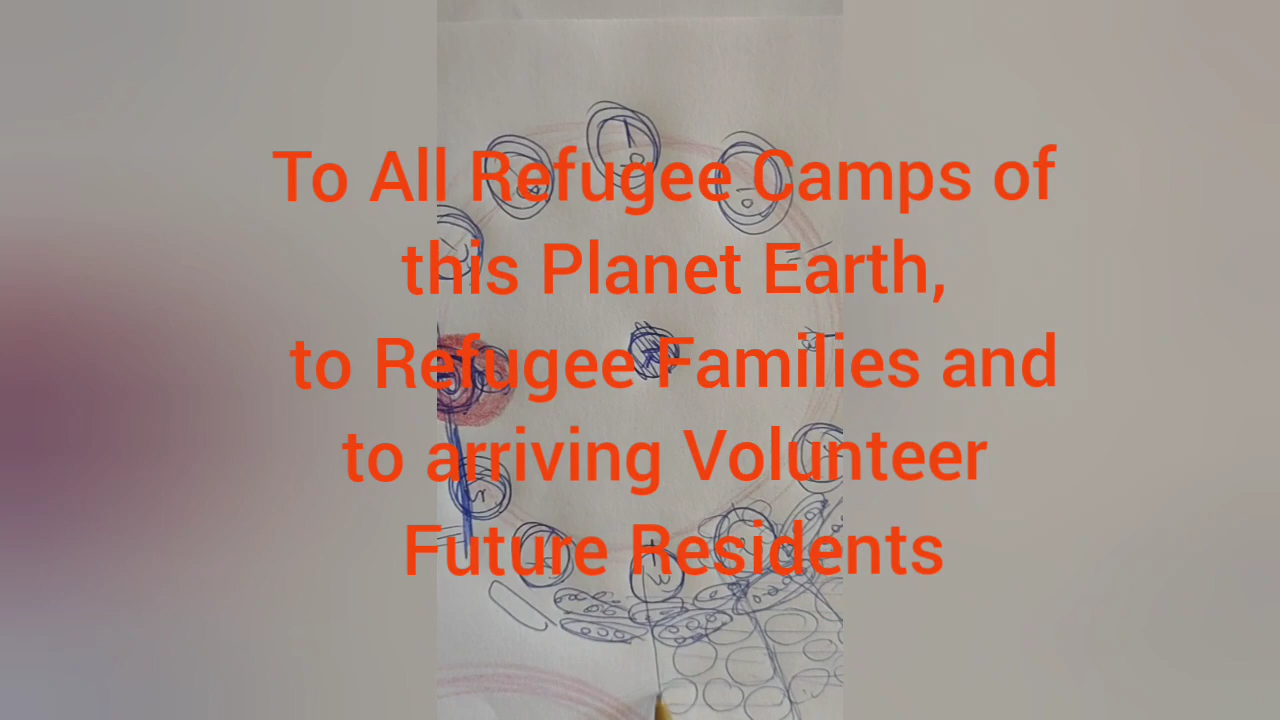 To All Refugee Camps of
this Planet Earth,
to Refugee Families and
to arriving Volunteer
Future Residents